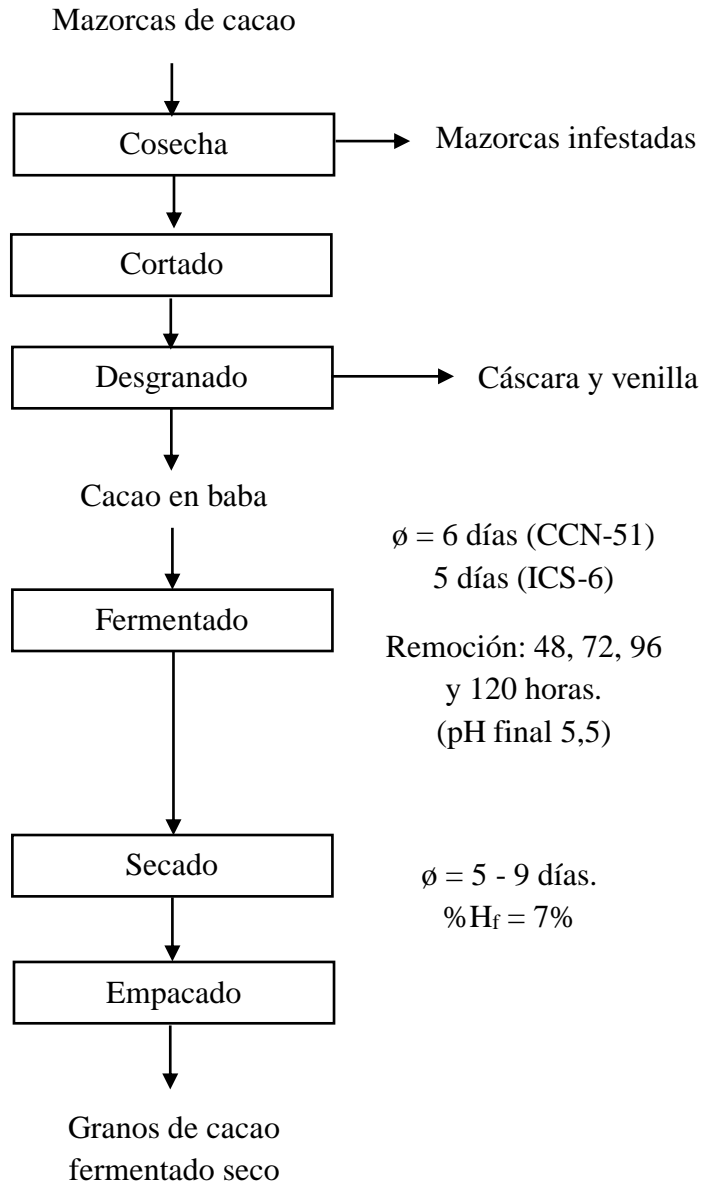 Mazorcas de cacao
Cosecha
Mazorcas infestadas
Cortado
Desgranado
Cáscara y venilla
Cacao en baba
ø = 6 días (CCN-51)
5 días (ICS-6)
Fermentado
Remoción: 48, 72, 96
y 120 horas.
(pH final 5,5)
Secado
ø = 5 - 9 días.
%Hf = 7%
Empacado
Granos de cacao
fermentado seco